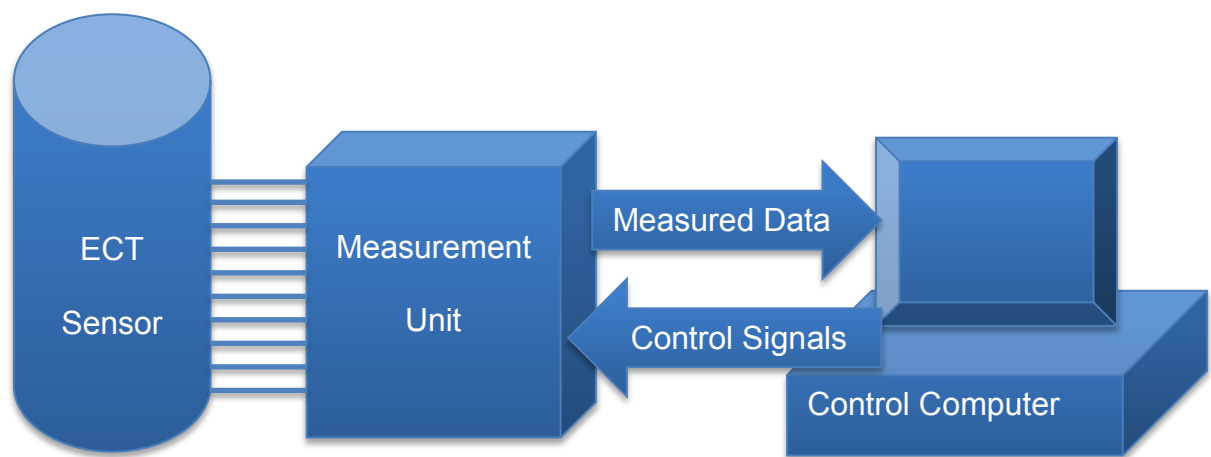 ECT
Sensor
Measurement
Unit
Measured Data
Control Signals
Control Computer